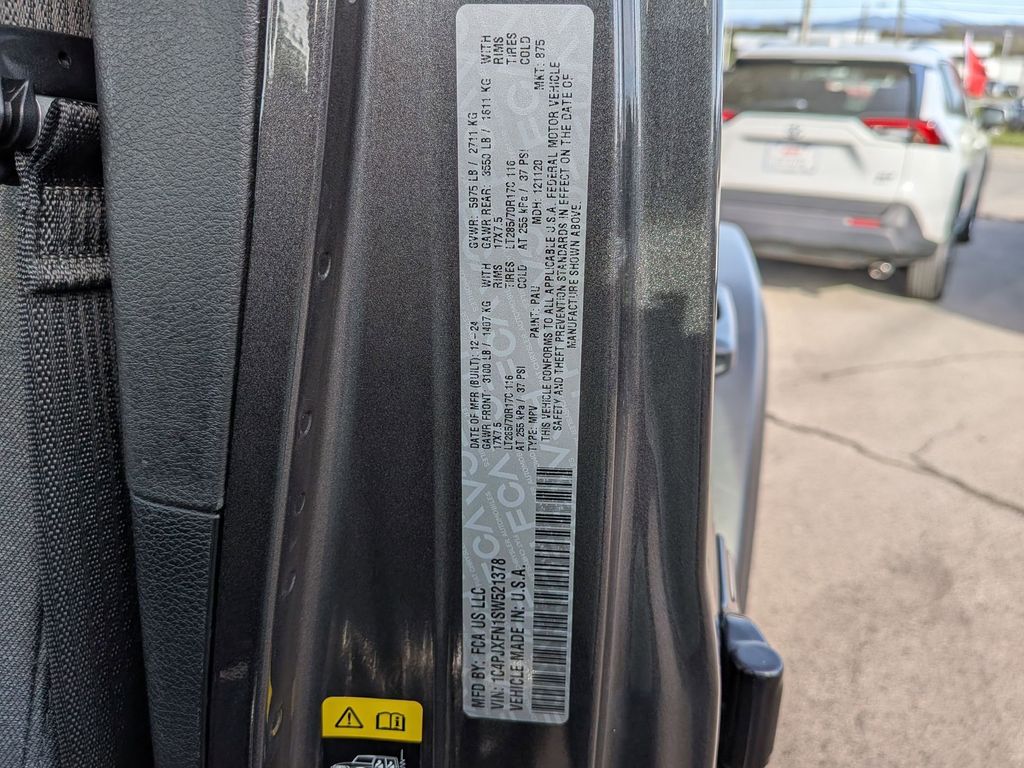 MFD BY: FCA US LLC
DATE OF MFR (BUILT): 12-24
GVWR: 5975 LB / 2711 KG
VIN: 1C4PJXFN1SW521378
GAWR FRONT: 3100 LB / 1407 KG WITH
GAWR REAR: 3550 LB / 1611 KG WITH
VEHICLE MADE IN: U.S.A.
17X7.5 RIMS
17X7.5 RIMS
LT285/70R17C 116 TIRES
LT285/70R17C 116 TIRES
AT 255 kPa / 37 PSI COLD
AT 255 kPa / 37 PSI COLD
TYPE: MPV PAINT: PAU MDH: 121120 MKT: 875
THIS VEHICLE CONFORMS TO ALL APPLICABLE U.S.A. FEDERAL MOTOR VEHICLE
SAFETY AND THEFT PREVENTION STANDARDS IN EFFECT ON THE DATE OF
MANUFACTURE SHOWN ABOVE.